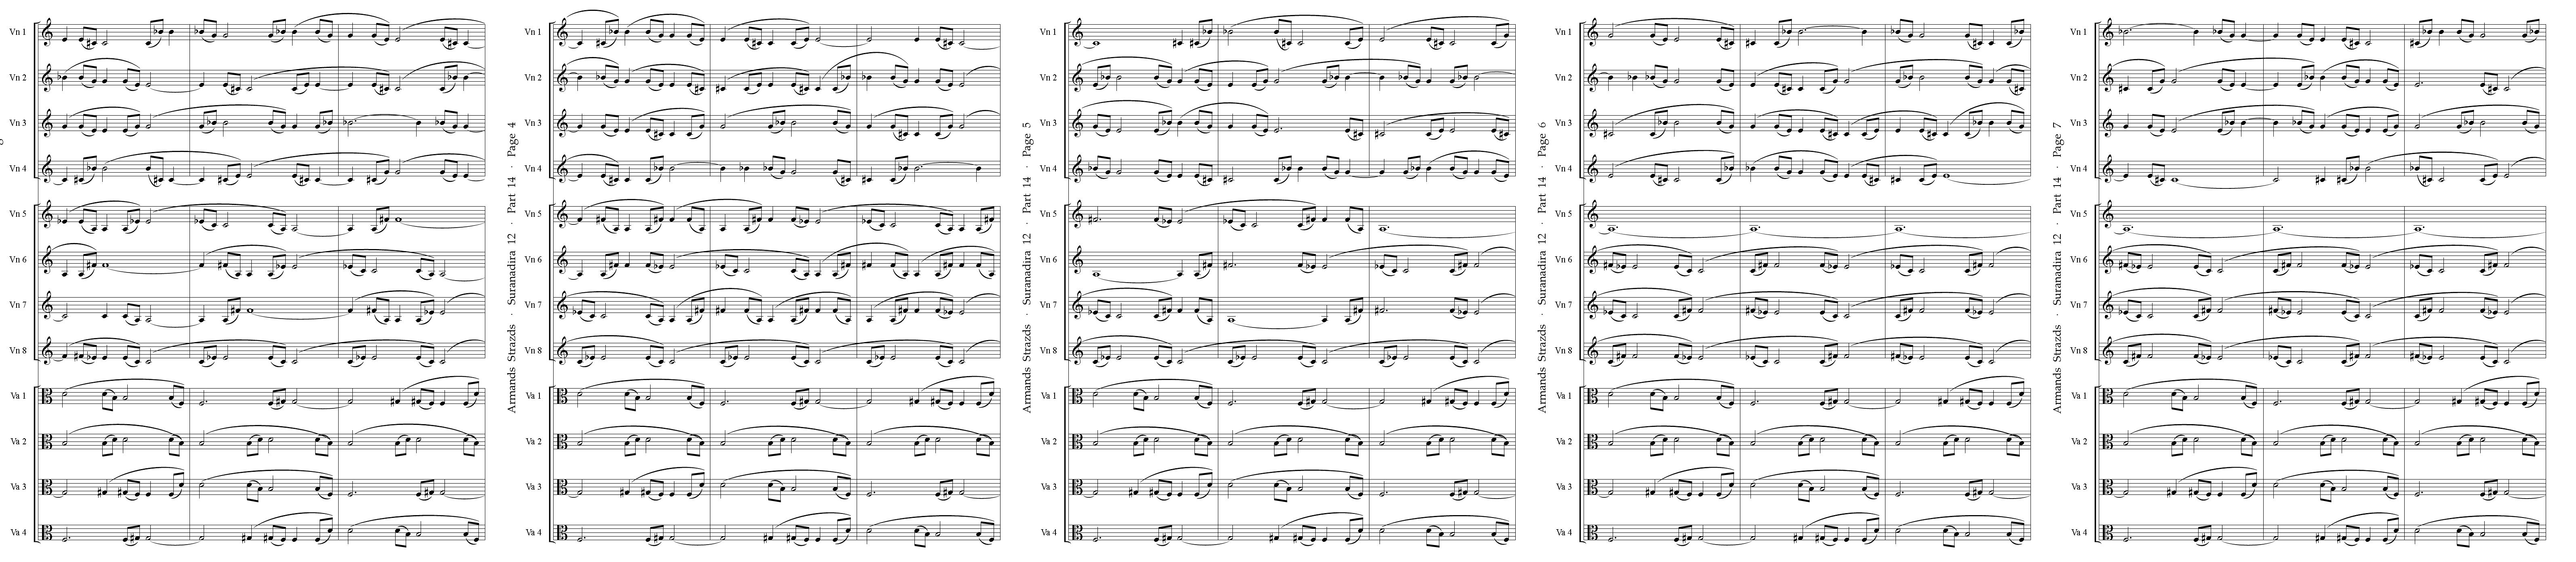 Vn 1
Vn 2
Vn 3
Vn 4
Vn 5
Vn 6
Vn 7
Vn 8
Va 1
Va 2
Va 3
Va 4
Armands Strazds · Suranadira 12 · Part 14 · Page 4
Vn 1
Vn 2
Vn 3
Vn 4
Vn 5
Vn 6
Vn 7
Vn 8
Va 1
Va 2
Va 3
Va 4
Armands Strazds · Suranadira 12 · Part 14 · Page 5
Vn 1
Vn 2
Vn 3
Vn 4
Vn 5
Vn 6
Vn 7
Vn 8
Va 1
Va 2
Va 3
Va 4
Armands Strazds · Suranadira 12 · Part 14 · Page 6
Vn 1
Vn 2
Vn 3
Vn 4
Vn 5
Vn 6
Vn 7
Vn 8
Va 1
Va 2
Va 3
Va 4
Armands Strazds · Suranadira 12 · Part 14 · Page 7
Vn 1
Vn 2
Vn 3
Vn 4
Vn 5
Vn 6
Vn 7
Vn 8
Va 1
Va 2
Va 3
Va 4